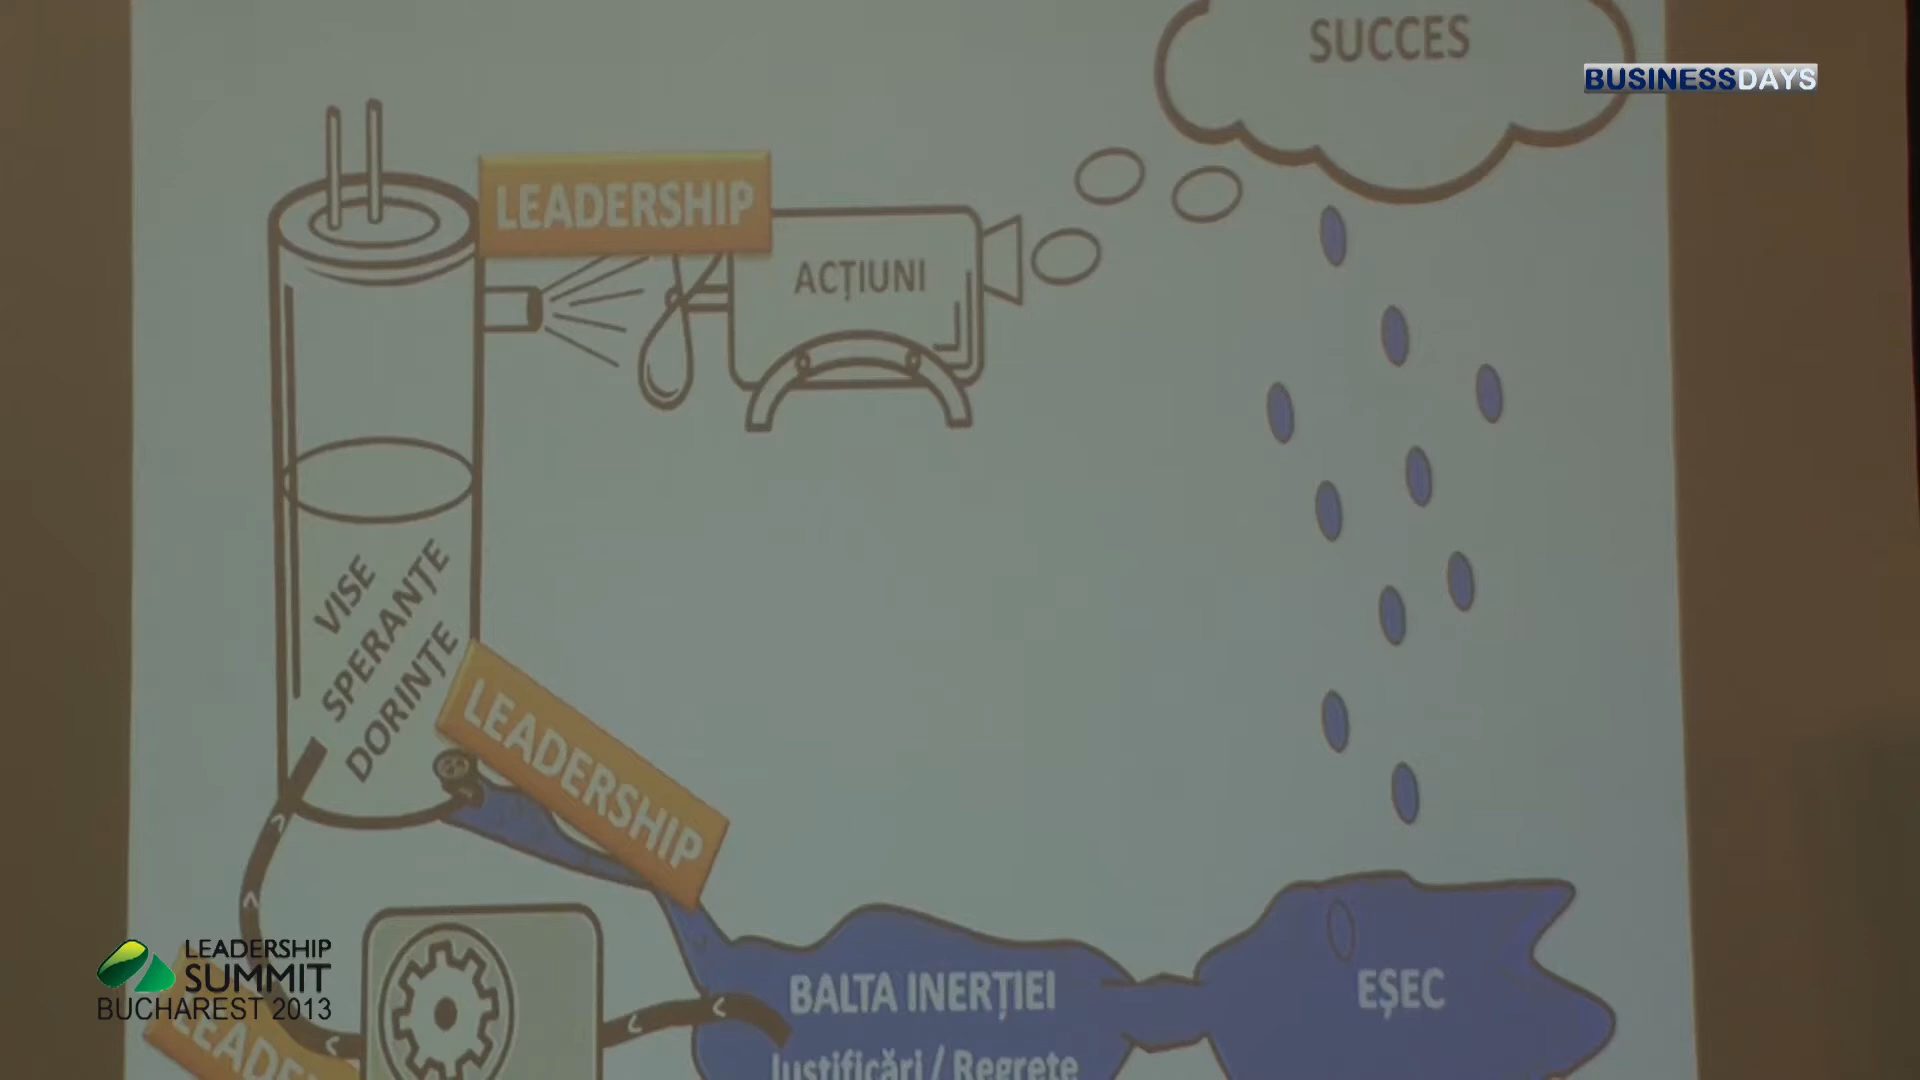 SUCCES
BUSINESSDAYS
LEADERSHIP
ACȚIUNI
VISE
SPERANȚE
DORINȚE
LEADERSHIP
LEADERSHIP
SUMMIT
BUCHAREST 2013
BALTA INERȚIEI
EȘEC
Justificări / Regrete